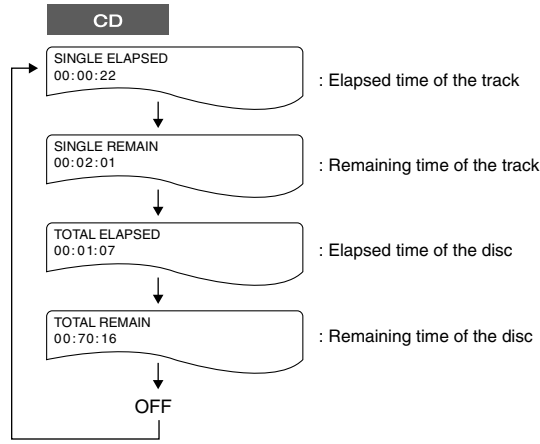 CD
SINGLE ELAPSED
00:00:22
: Elapsed time of the track
SINGLE REMAIN
00:02:01
: Remaining time of the track
TOTAL ELAPSED
00:01:07
: Elapsed time of the disc
TOTAL REMAIN
00:70:16
: Remaining time of the disc
OFF